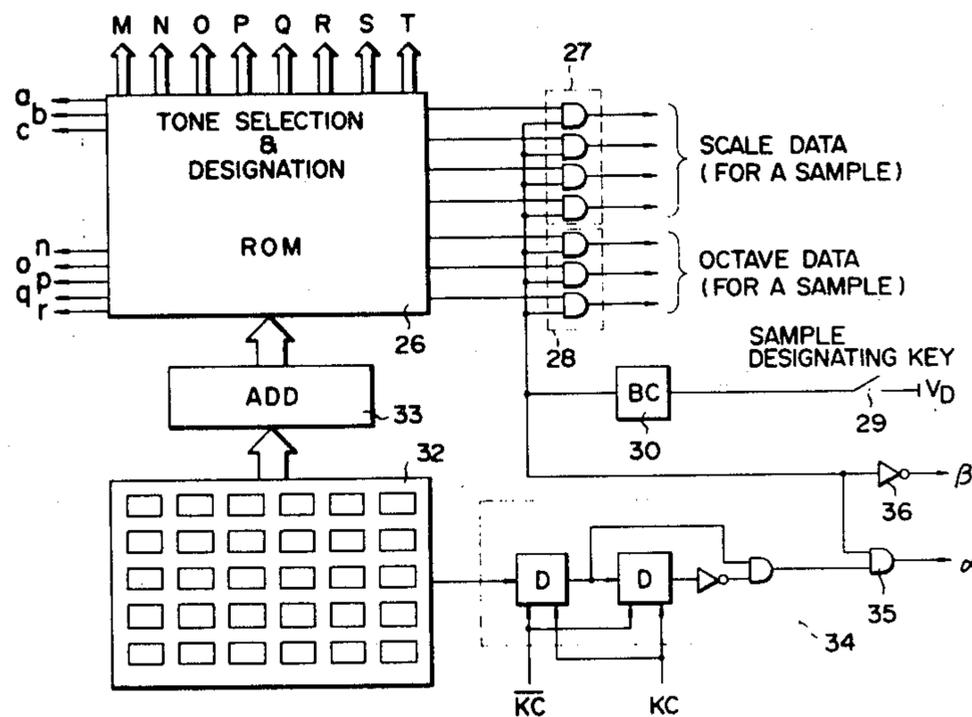 M N O P Q R S T
27
a
b
c
TONE SELECTION
&
DESIGNATION
ROM
SCALE DATA
(FOR A SAMPLE)
n
o
p
q
r
OCTAVE DATA
(FOR A SAMPLE)
26
28
SAMPLE
DESIGNATING KEY
ADD
33
BC
30
29
VD
32
36
β
D
D
35
α
34
K̅C̅
KC